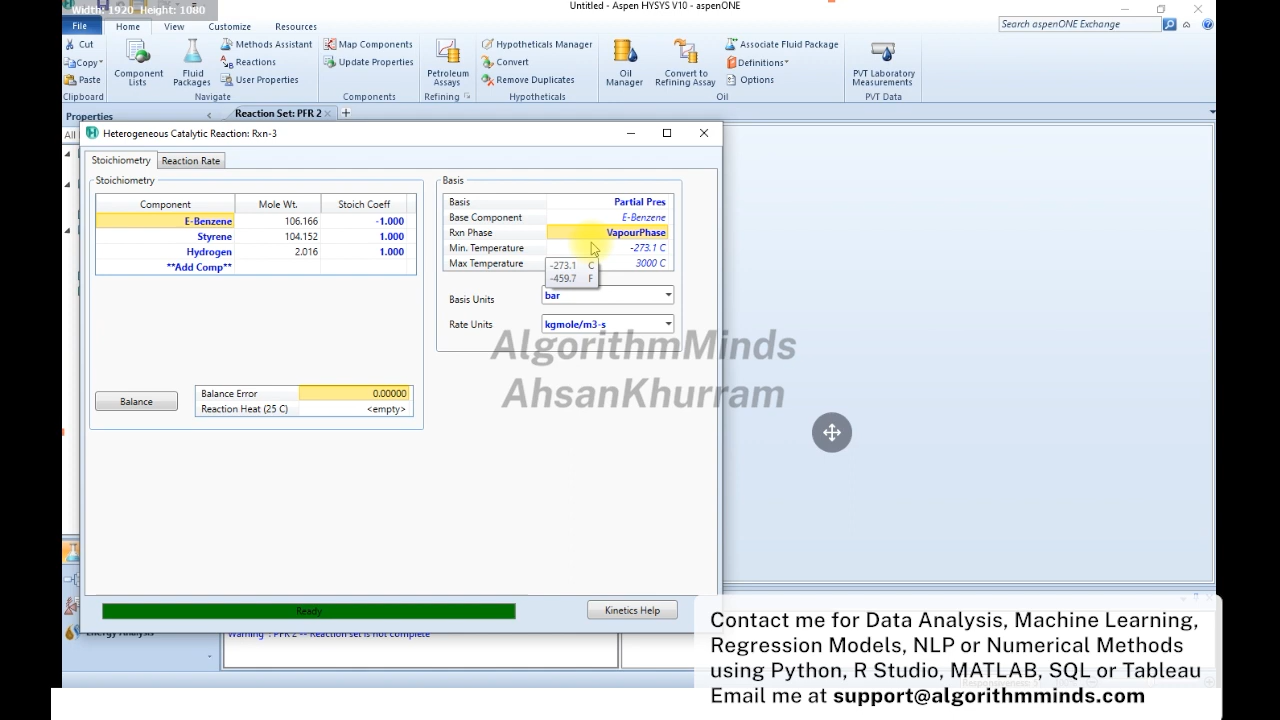 Width: 1920 Height: 1080
Untitled - Aspen HYSYS V10 - aspenONE
File Home View Customize Resources
Search aspenONE Exchange
Cut Methods Assistant Map Components Hypotheticals Manager Associate Fluid Package
Copy Reactions Update Properties Convert Definitions
Paste User Properties Remove Duplicates Options
Component Lists Fluid Packages Petroleum Assays Oil Manager Convert to Refining Assay PVT Laboratory Measurements
Clipboard Navigate Components Refining Hypotheticals Oil PVT Data
Properties < Reaction Set: PFR 2 × +
All
Heterogeneous Catalytic Reaction: Rxn-3
Stoichiometry Reaction Rate
Stoichiometry
Component Mole Wt. Stoich Coeff
E-Benzene 106.166 -1.000
Styrene 104.152 1.000
Hydrogen 2.016 1.000
**Add Comp**
Balance
Balance Error 0.00000
Reaction Heat (25 C) <empty>
Basis
Basis Partial Pres
Base Component E-Benzene
Rxn Phase VapourPhase
Min. Temperature -273.1 C
Max Temperature 3000 C
-273.1 C
-459.7 F
Basis Units bar
Rate Units kgmole/m3-s
AlgorithmMinds
AhsanKhurram
Ready
Kinetics Help
Energy Analysis
Warning : PFR 2 -- Reaction set is not complete
Contact me for Data Analysis, Machine Learning,
Regression Models, NLP or Numerical Methods
using Python, R Studio, MATLAB, SQL or Tableau
Email me at support@algorithmminds.com